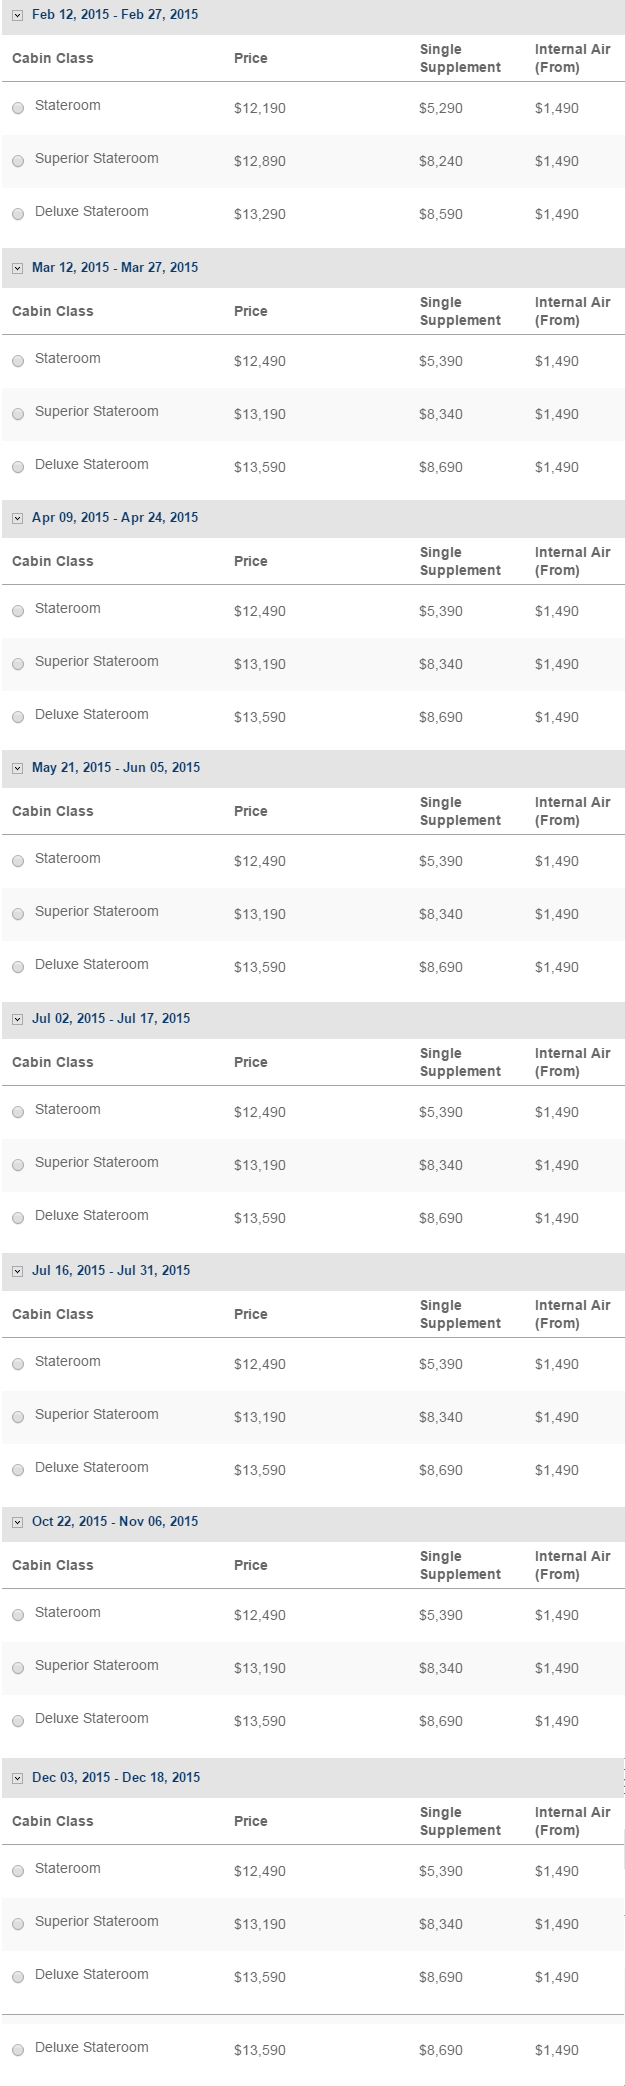 Feb 12, 2015 - Feb 27, 2015
Cabin Class Price Single Supplement Internal Air (From)
Stateroom $12,190 $5,290 $1,490
Superior Stateroom $12,890 $8,240 $1,490
Deluxe Stateroom $13,290 $8,590 $1,490
Mar 12, 2015 - Mar 27, 2015
Cabin Class Price Single Supplement Internal Air (From)
Stateroom $12,490 $5,390 $1,490
Superior Stateroom $13,190 $8,340 $1,490
Deluxe Stateroom $13,590 $8,690 $1,490
Apr 09, 2015 - Apr 24, 2015
Cabin Class Price Single Supplement Internal Air (From)
Stateroom $12,490 $5,390 $1,490
Superior Stateroom $13,190 $8,340 $1,490
Deluxe Stateroom $13,590 $8,690 $1,490
May 21, 2015 - Jun 05, 2015
Cabin Class Price Single Supplement Internal Air (From)
Stateroom $12,490 $5,390 $1,490
Superior Stateroom $13,190 $8,340 $1,490
Deluxe Stateroom $13,590 $8,690 $1,490
Jul 02, 2015 - Jul 17, 2015
Cabin Class Price Single Supplement Internal Air (From)
Stateroom $12,490 $5,390 $1,490
Superior Stateroom $13,190 $8,340 $1,490
Deluxe Stateroom $13,590 $8,690 $1,490
Jul 16, 2015 - Jul 31, 2015
Cabin Class Price Single Supplement Internal Air (From)
Stateroom $12,490 $5,390 $1,490
Superior Stateroom $13,190 $8,340 $1,490
Deluxe Stateroom $13,590 $8,690 $1,490
Oct 22, 2015 - Nov 06, 2015
Cabin Class Price Single Supplement Internal Air (From)
Stateroom $12,490 $5,390 $1,490
Superior Stateroom $13,190 $8,340 $1,490
Deluxe Stateroom $13,590 $8,690 $1,490
Dec 03, 2015 - Dec 18, 2015
Cabin Class Price Single Supplement Internal Air (From)
Stateroom $12,490 $5,390 $1,490
Superior Stateroom $13,190 $8,340 $1,490
Deluxe Stateroom $13,590 $8,690 $1,490
Deluxe Stateroom $13,590 $8,690 $1,490